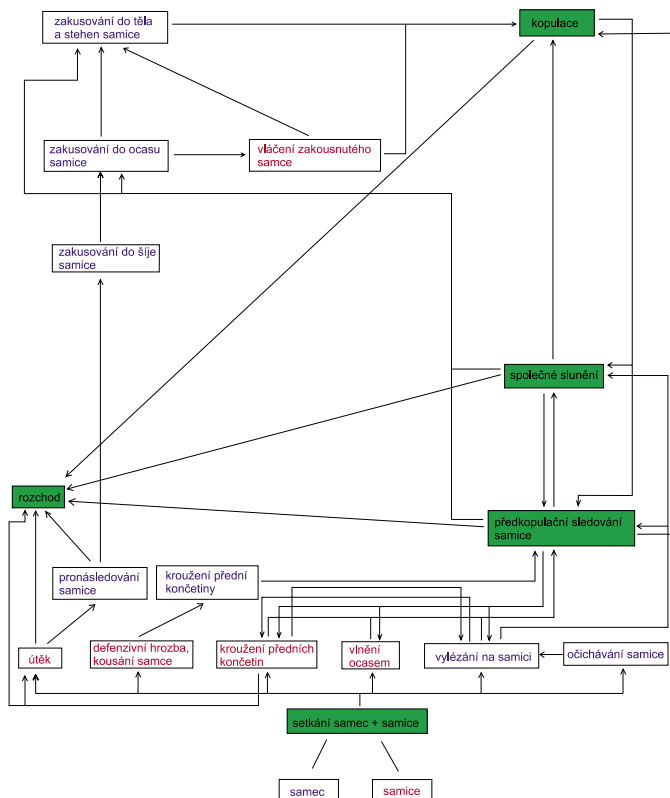 zakusování do těla
a stehen samice
kopulace
zakusování do ocasu
samice
vláčení zakousnutého
samce
zakusování do šíje
samice
společné slunění
rozchod
předkopulační sledování
samice
pronásledování
samice
kroužení přední
končetiny
útěk
defenzivní hrozba,
kousání samce
kroužení předních
končetin
vlnění
ocasem
vylézání na samici
očichávání samice
setkání samec + samice
samec
samice